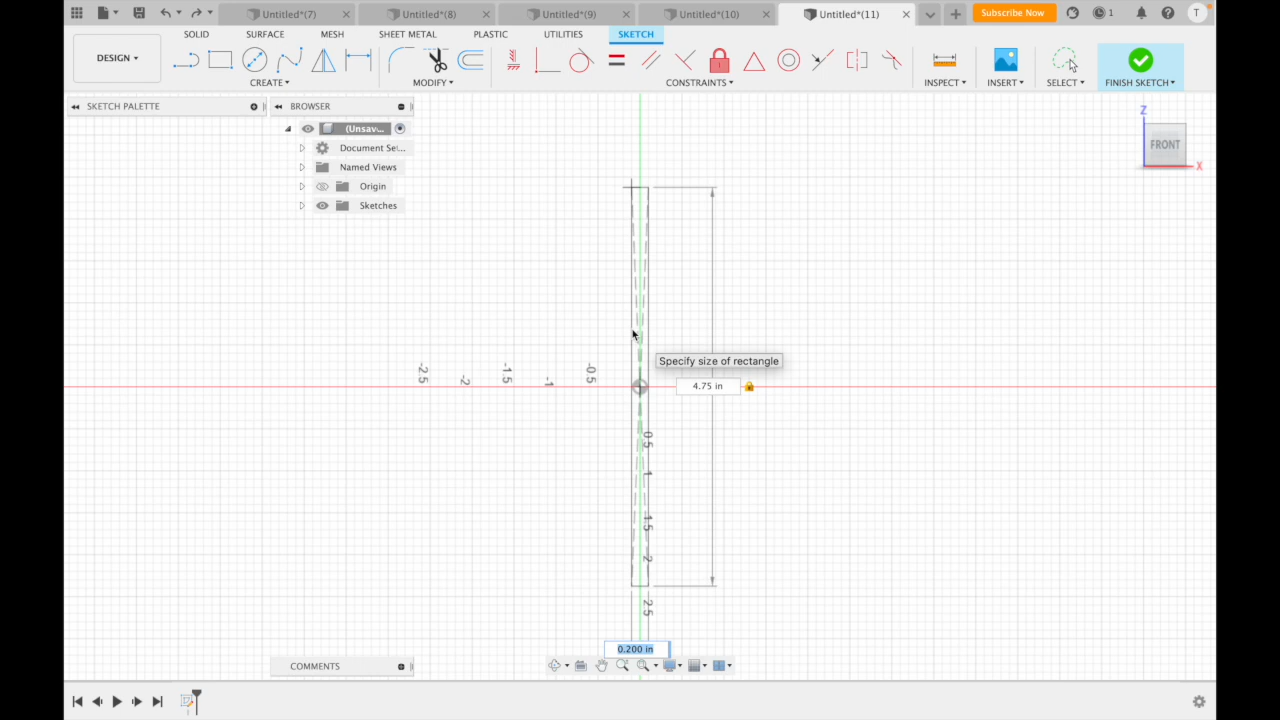 Untitled*(7)
Untitled*(8)
Untitled*(9)
Untitled*(10)
Untitled*(11)
Subscribe Now
1
T
DESIGN
SOLID
SURFACE
MESH
SHEET METAL
PLASTIC
UTILITIES
SKETCH
CREATE
MODIFY
CONSTRAINTS
INSPECT
INSERT
SELECT
FINISH SKETCH
SKETCH PALETTE
BROWSER
(Unsav...
Document Se...
Named Views
Origin
Sketches
Z
FRONT
X
-2.5
-2
-1.5
-1
-0.5
Specify size of rectangle
4.75 in
0.5
1
1.5
2
2.5
0.200 in
COMMENTS